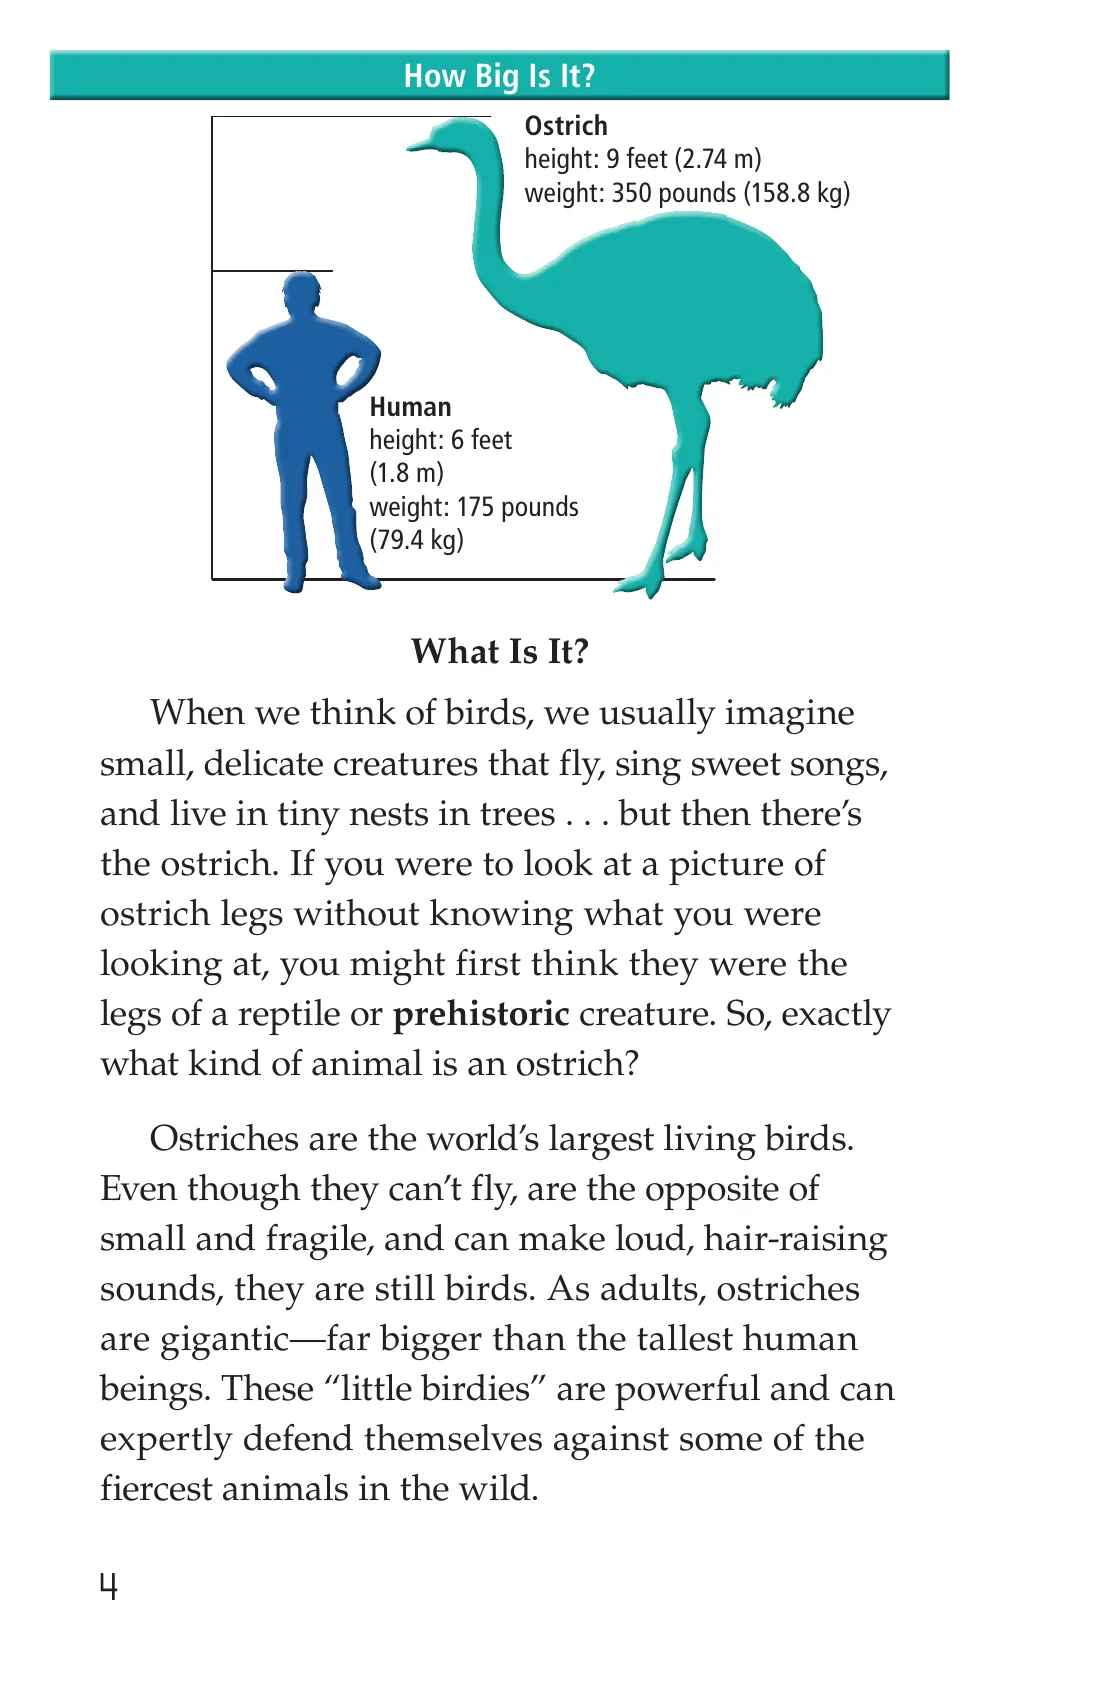 How Big Is It?
Ostrich
height: 9 feet (2.74 m)
weight: 350 pounds (158.8 kg)
Human
height: 6 feet
(1.8 m)
weight: 175 pounds
(79.4 kg)
What Is It?
When we think of birds, we usually imagine
small, delicate creatures that fly, sing sweet songs,
and live in tiny nests in trees . . . but then there’s
the ostrich. If you were to look at a picture of
ostrich legs without knowing what you were
looking at, you might first think they were the
legs of a reptile or prehistoric creature. So, exactly
what kind of animal is an ostrich?
Ostriches are the world’s largest living birds.
Even though they can’t fly, are the opposite of
small and fragile, and can make loud, hair-raising
sounds, they are still birds. As adults, ostriches
are gigantic—far bigger than the tallest human
beings. These “little birdies” are powerful and can
expertly defend themselves against some of the
fiercest animals in the wild.
4